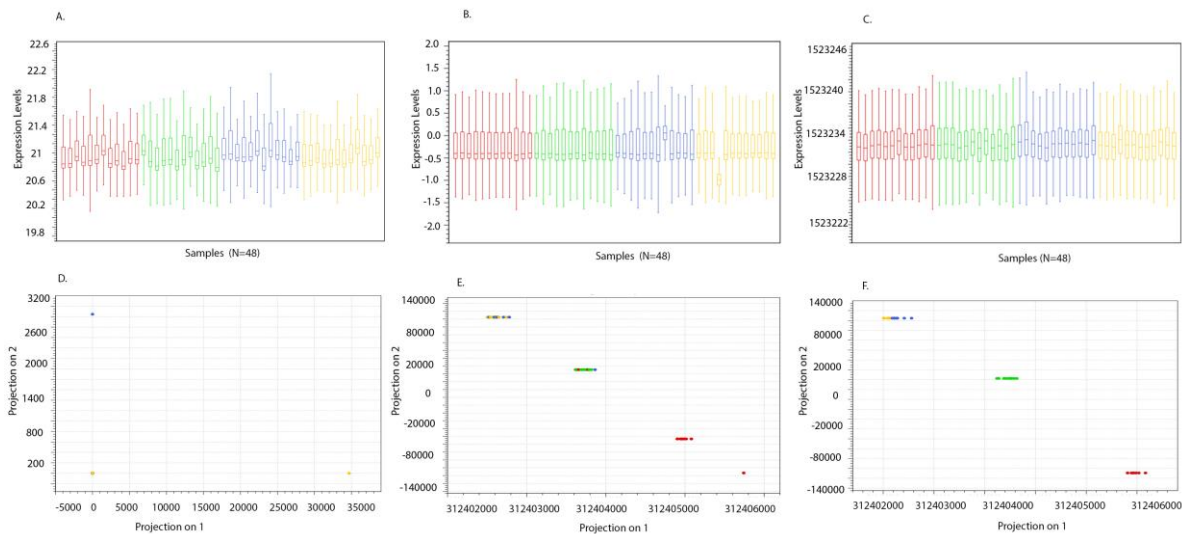 A.
22.6
22.2
21.8
21.4
21
20.6
20.2
19.8
Expression Levels
Samples (N=48)
B.
2.0
1.5
1.0
0.5
0.0
-0.5
-1.0
-1.5
-2.0
Expression Levels
Samples (N=48)
C.
1523246
1523240
1523234
1523228
1523222
Expression Levels
Samples (N=48)
D.
3200
2600
2000
1400
800
200
Projection on 2
-5000 0 5000 10000 15000 20000 25000 30000 35000
Projection on 1
E.
140000
80000
20000
0
-20000
-80000
-140000
Projection on 2
312402000 312403000 312404000 312405000 312406000
Projection on 1
F.
140000
80000
20000
0
-20000
-80000
-140000
Projection on 2
312402000 312403000 312404000 312405000 312406000
Projection on 1